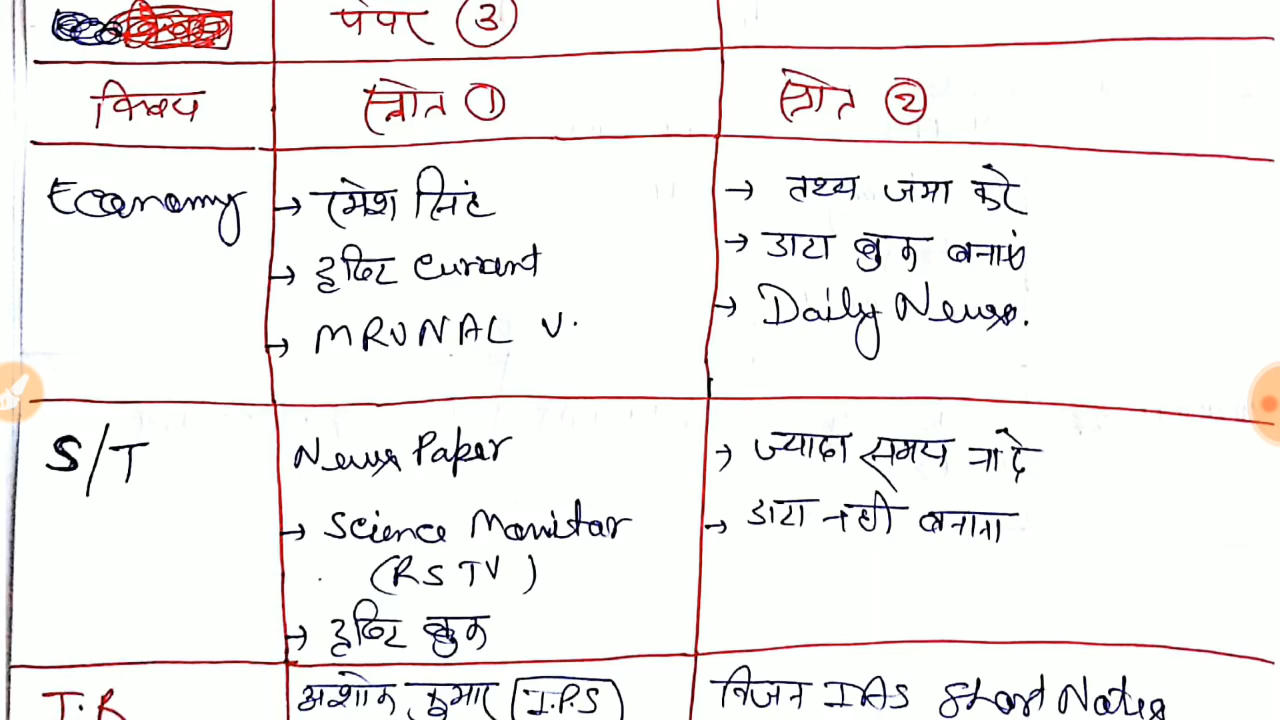 पेपर ③
विषय
स्त्रोत ①
स्त्रोत ②
Economy
→ रमेश सिंह
→ दृष्टि Current
→ MRUNAL V.
→ तथ्य जमा करे
→ डाटा बुक बनाएं
→ Daily News.
S/T
News Paper
→ Science Monitor
(RSTV)
→ दृष्टि बुक
→ ज्यादा समय ना दे
→ डाटा नही बनाना
अशोक कुमार I.P.S
IAS Short Notes